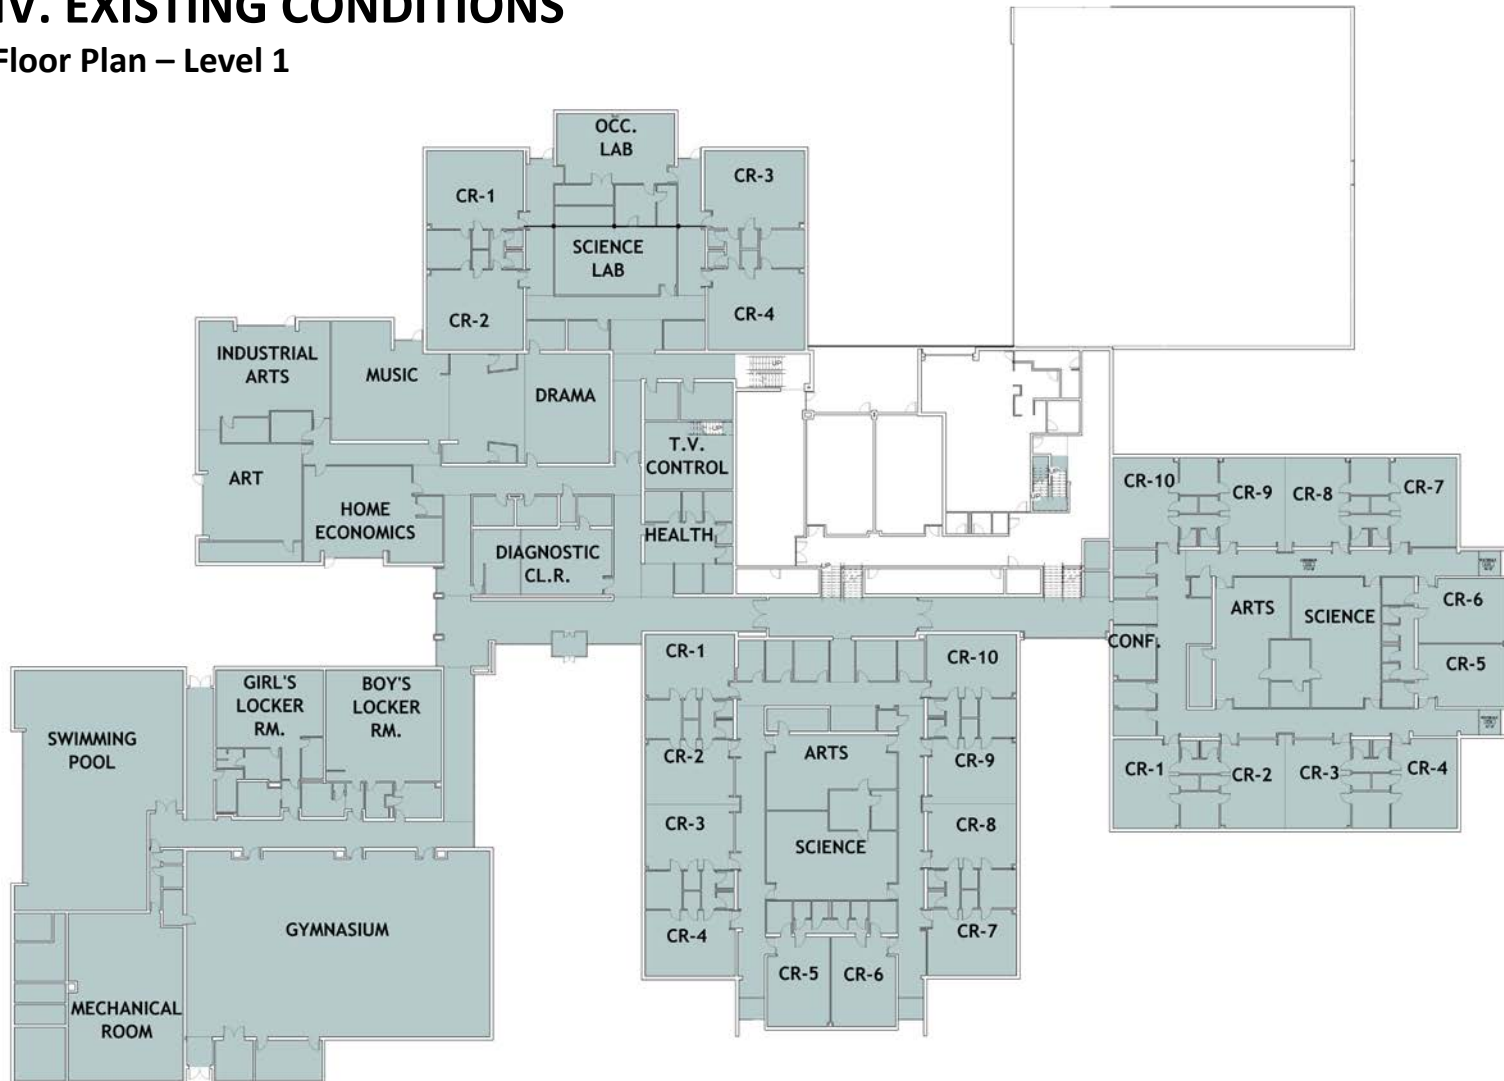 IV. EXISTING CONDITIONS
Floor Plan – Level 1
OCC.
LAB
CR-1
CR-3
SCIENCE
LAB
CR-2
CR-4
INDUSTRIAL
ARTS
MUSIC
DRAMA
UP
UP
T.V.
CONTROL
ART
HOME
ECONOMICS
HEALTH
DIAGNOSTIC
CL.R.
UP
CR-10
CR-9
CR-8
CR-7
ARTS
SCIENCE
CR-6
CONF.
CR-5
CR-1
CR-2
CR-3
CR-4
CR-1
CR-10
CR-2
ARTS
CR-9
CR-3
SCIENCE
CR-8
CR-4
CR-7
CR-5
CR-6
GIRL'S
LOCKER
RM.
BOY'S
LOCKER
RM.
SWIMMING
POOL
GYMNASIUM
MECHANICAL
ROOM